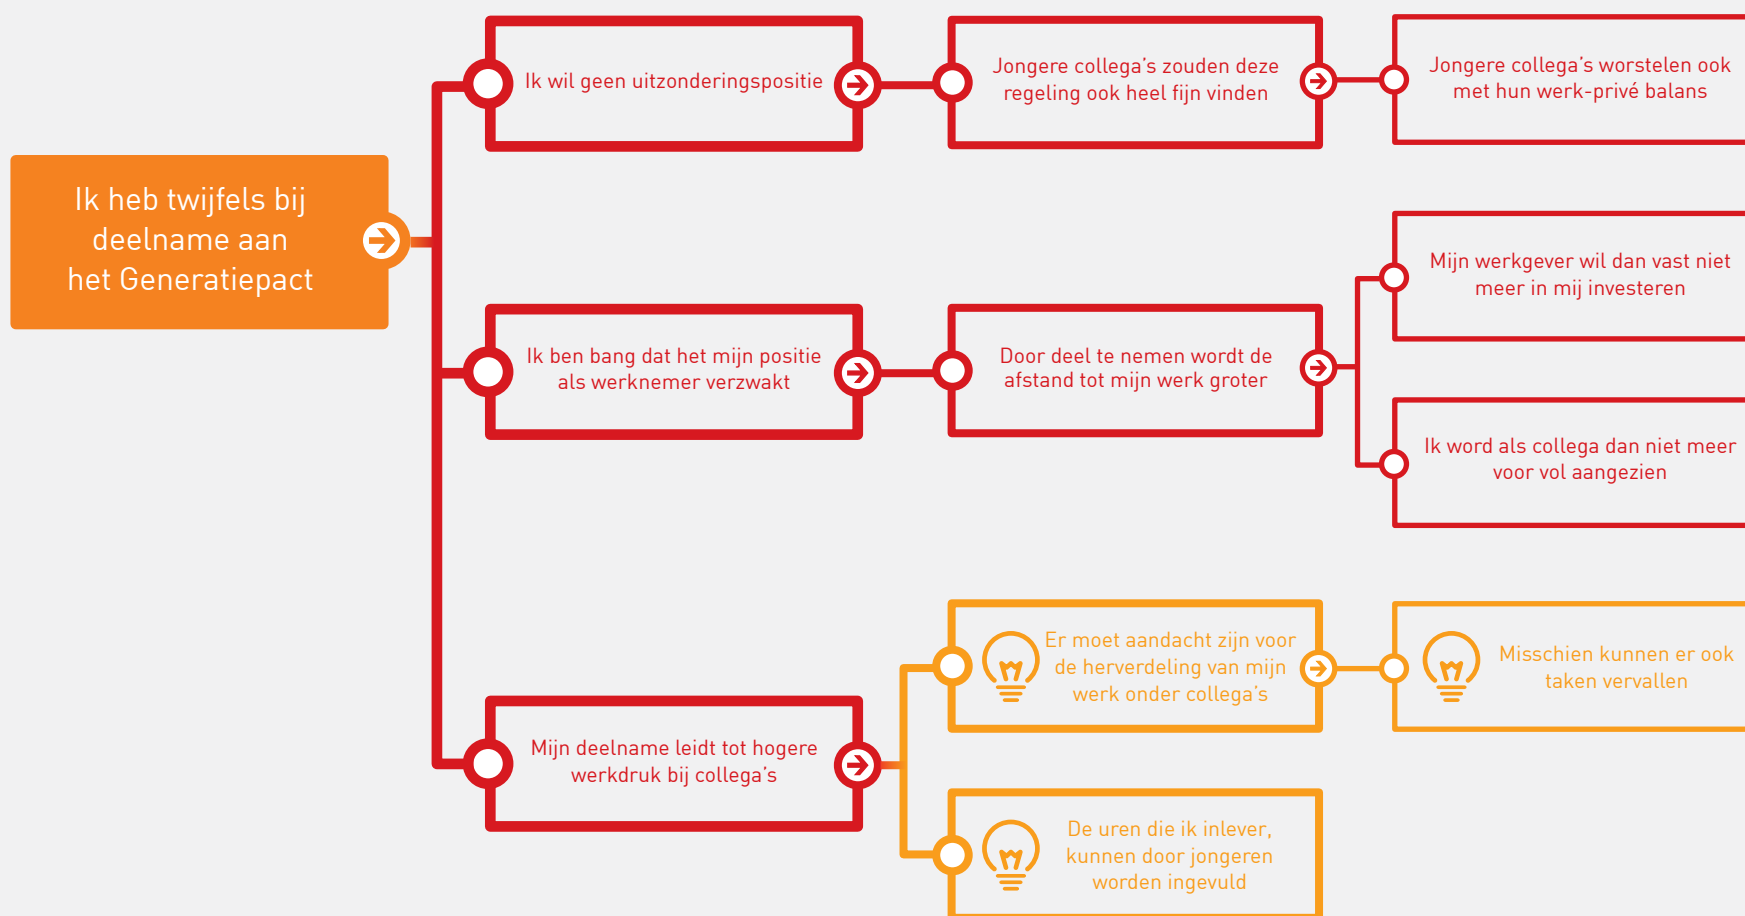 Ik heb twijfels bij
deelname aan
het Generatiepact
Ik wil geen uitzonderingspositie
Jongere collega's zouden deze
regeling ook heel fijn vinden
Jongere collega's worstelen ook
met hun werk-privé balans
Ik ben bang dat het mijn positie
als werknemer verzwakt
Door deel te nemen wordt de
afstand tot mijn werk groter
Mijn werkgever wil dan vast niet
meer in mij investeren
Ik word als collega dan niet meer
voor vol aangezien
Mijn deelname leidt tot hogere
werkdruk bij collega's
Er moet aandacht zijn voor
de herverdeling van mijn
werk onder collega's
Misschien kunnen er ook
taken vervallen
De uren die ik inlever,
kunnen door jongeren
worden ingevuld